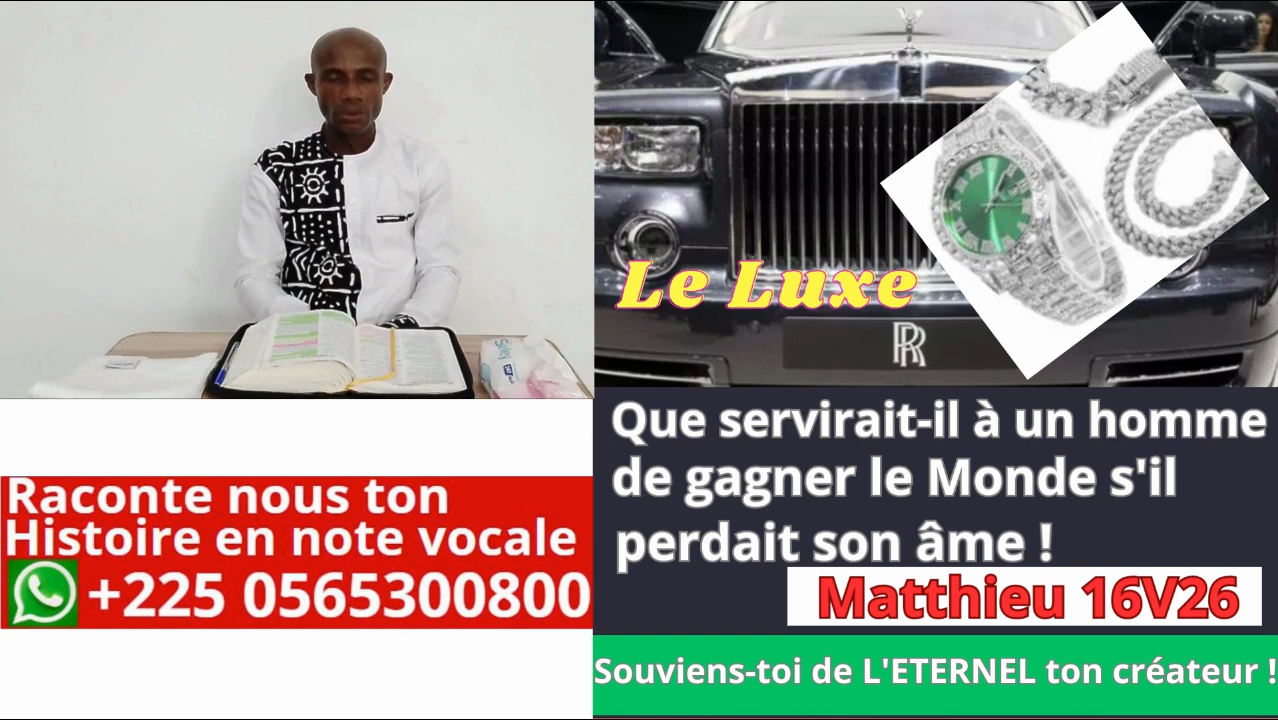 Le Luxe
RR
Que servirait-il à un homme
de gagner le Monde s'il
perdait son âme !
Matthieu 16V26
Souviens-toi de L'ETERNEL ton créateur !
Raconte nous ton
Histoire en note vocale
+225 0565300800